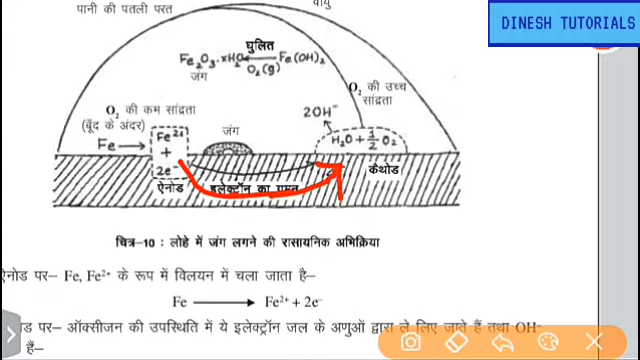 DINESH TUTORIALS
पानी की पतली परत
वायु
घुलित
Fe₂O₃.xH₂O ← Fe(OH)₂
O₂(g)
जंग
O₂ की उच्च
सांद्रता
O₂ की कम सांद्रता
(बूँद के अंदर)
2OH⁻
जंग
Fe → Fe²⁺
+
2e⁻
H₂O + 1/2 O₂
ऐनोड
इलेक्ट्रॉन का गमन
कैथोड
चित्र-10 : लोहे में जंग लगने की रासायनिक अभिक्रिया
ऐनोड पर– Fe, Fe²⁺ के रूप में विलयन में चला जाता है–
Fe → Fe²⁺ + 2e⁻
पर– ऑक्सीजन की उपस्थिति में ये इलेक्ट्रॉन जल के अणुओं द्वारा ले लिए जाते हैं तथा OH⁻
हैं–